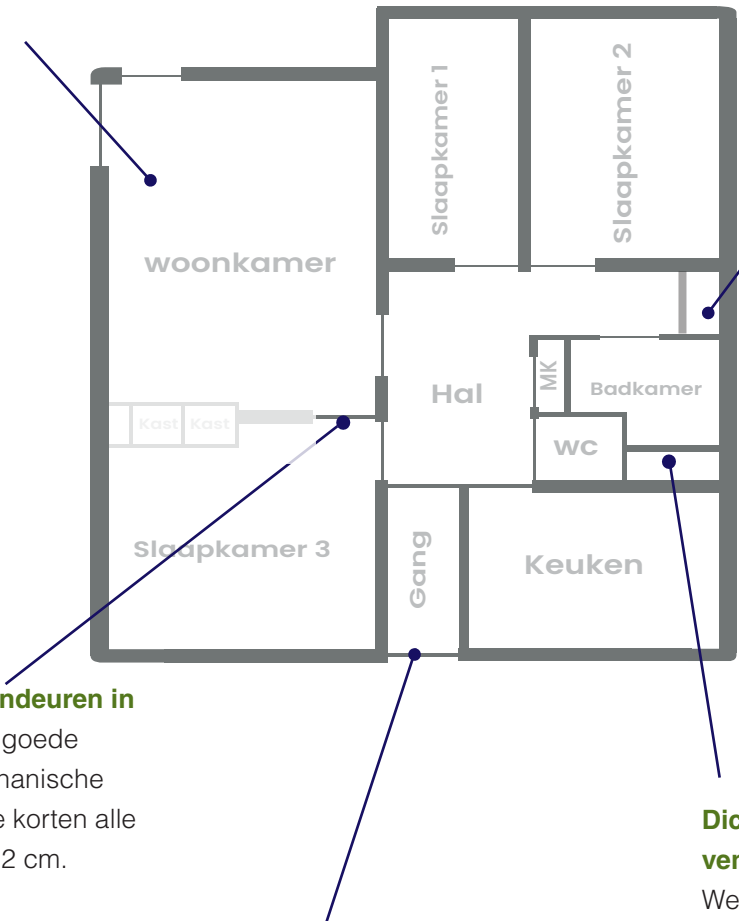 Slaapkamer 1
Slaapkamer 2
woonkamer
Hal
MK
Badkamer
Kast
Kast
wc
Slaapkamer 3
Gang
Keuken
ndeuren in
goede
hanische
e korten alle
2 cm.
Dic
ver
We